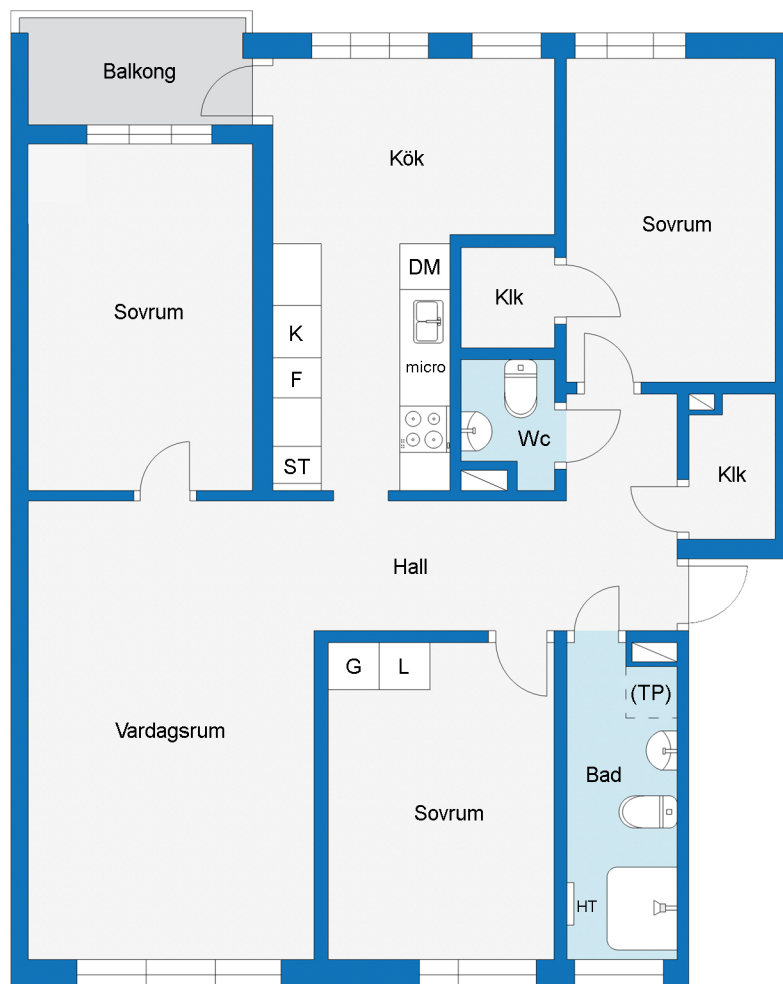 Balkong
Kök
Sovrum
DM
Klk
Sovrum
K
micro
F
Wc
ST
Klk
Hall
G
L
(TP)
Vardagsrum
Bad
Sovrum
HT